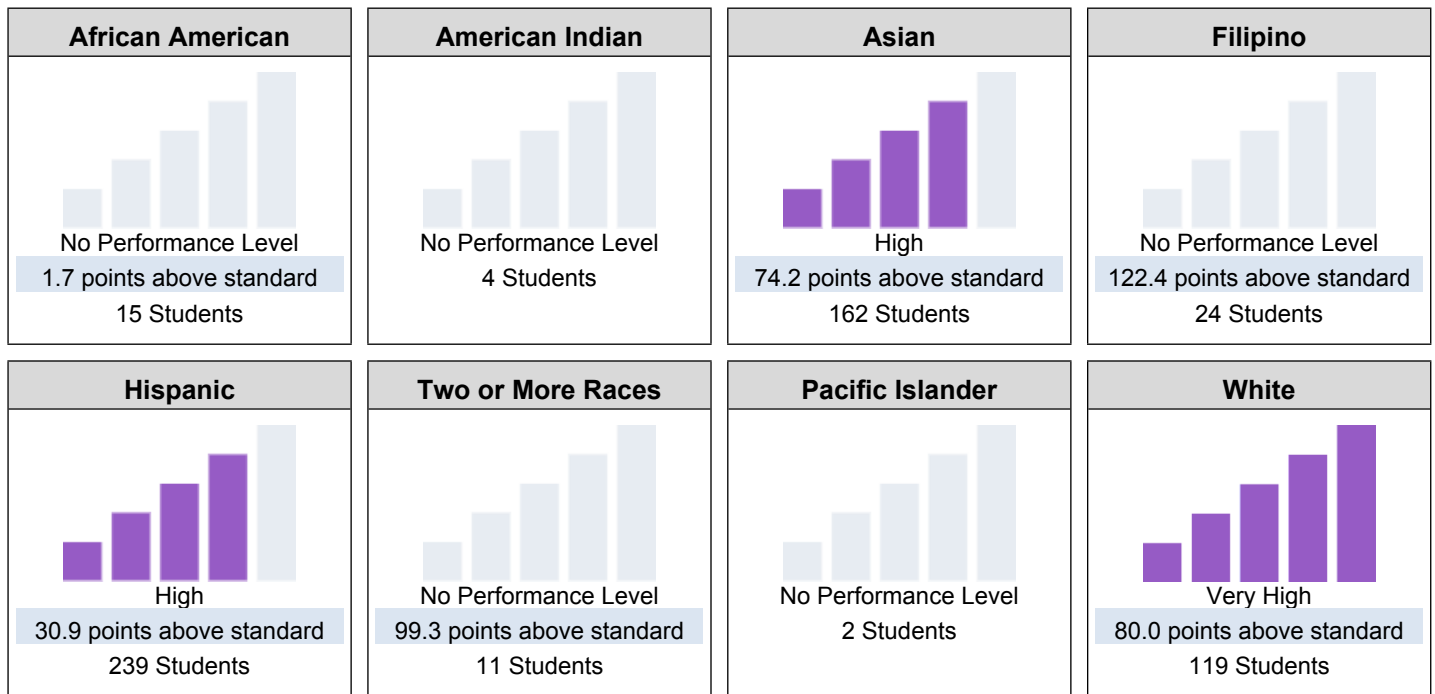 African American
No Performance Level
1.7 points above standard
15 Students
American Indian
No Performance Level
4 Students
Asian
High
74.2 points above standard
162 Students
Filipino
No Performance Level
122.4 points above standard
24 Students
Hispanic
High
30.9 points above standard
239 Students
Two or More Races
No Performance Level
99.3 points above standard
11 Students
Pacific Islander
No Performance Level
2 Students
White
Very High
80.0 points above standard
119 Students